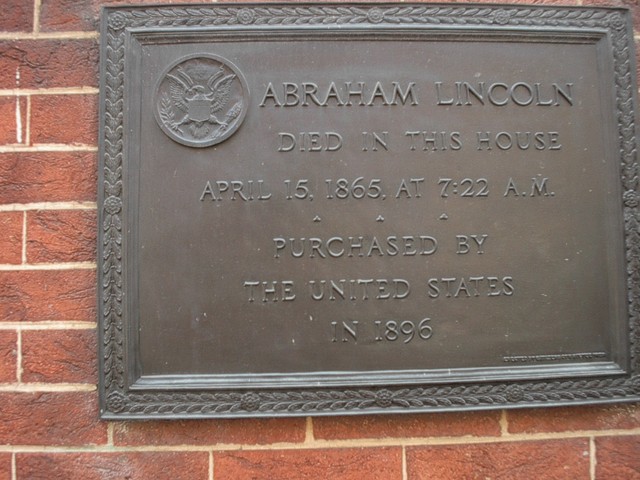 ABRAHAM LINCOLN
DIED IN THIS HOUSE
APRIL 15, 1865, AT 7:22 A.M.
PURCHASED BY
THE UNITED STATES
IN 1896